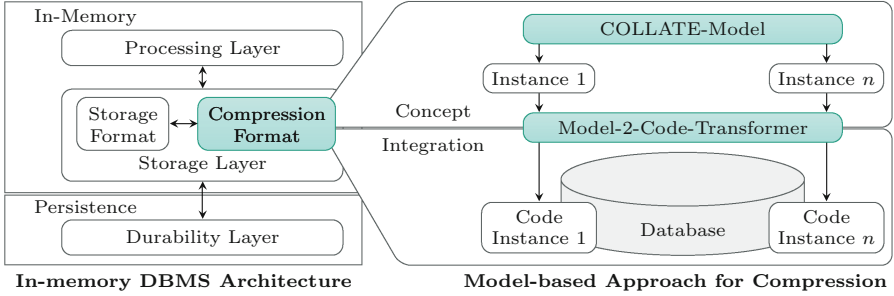 In-Memory
Processing Layer
Storage
Format
Compression
Format
Storage Layer
Persistence
Durability Layer
In-memory DBMS Architecture
COLLATE-Model
Instance 1
Instance n
Concept
Model-2-Code-Transformer
Integration
Code
Instance 1
Database
Code
Instance n
Model-based Approach for Compression